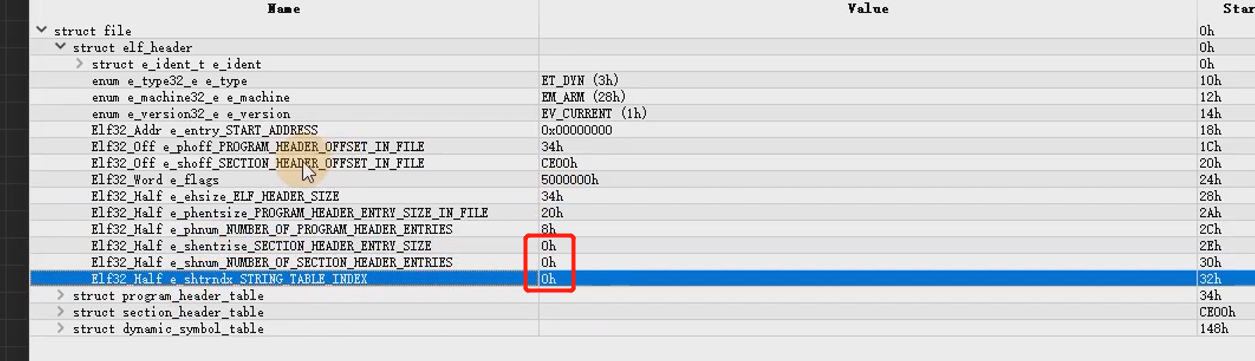 Name Value Star
struct file 0h
struct elf_header 0h
struct e_ident_t e_ident 0h
enum e_type32_e e_type ET_DYN (3h) 10h
enum e_machine32_e e_machine EM_ARM (28h) 12h
enum e_version32_e e_version EV_CURRENT (1h) 14h
Elf32_Addr e_entry_START_ADDRESS 0x00000000 18h
Elf32_Off e_phoff_PROGRAM_HEADER_OFFSET_IN_FILE 34h 1Ch
Elf32_Off e_shoff_SECTION_HEADER_OFFSET_IN_FILE CE00h 20h
Elf32_Word e_flags 5000000h 24h
Elf32_Half e_ehsize_ELF_HEADER_SIZE 34h 28h
Elf32_Half e_phentsize_PROGRAM_HEADER_ENTRY_SIZE_IN_FILE 20h 2Ah
Elf32_Half e_phnum_NUMBER_OF_PROGRAM_HEADER_ENTRIES 8h 2Ch
Elf32_Half e_shentzise_SECTION_HEADER_ENTRY_SIZE 0h 2Eh
Elf32_Half e_shnum_NUMBER_OF_SECTION_HEADER_ENTRIES 0h 30h
Elf32_Half e_shtrndx_STRING_TABLE_INDEX 0h 32h
struct program_header_table 34h
struct section_header_table CE00h
struct dynamic_symbol_table 148h